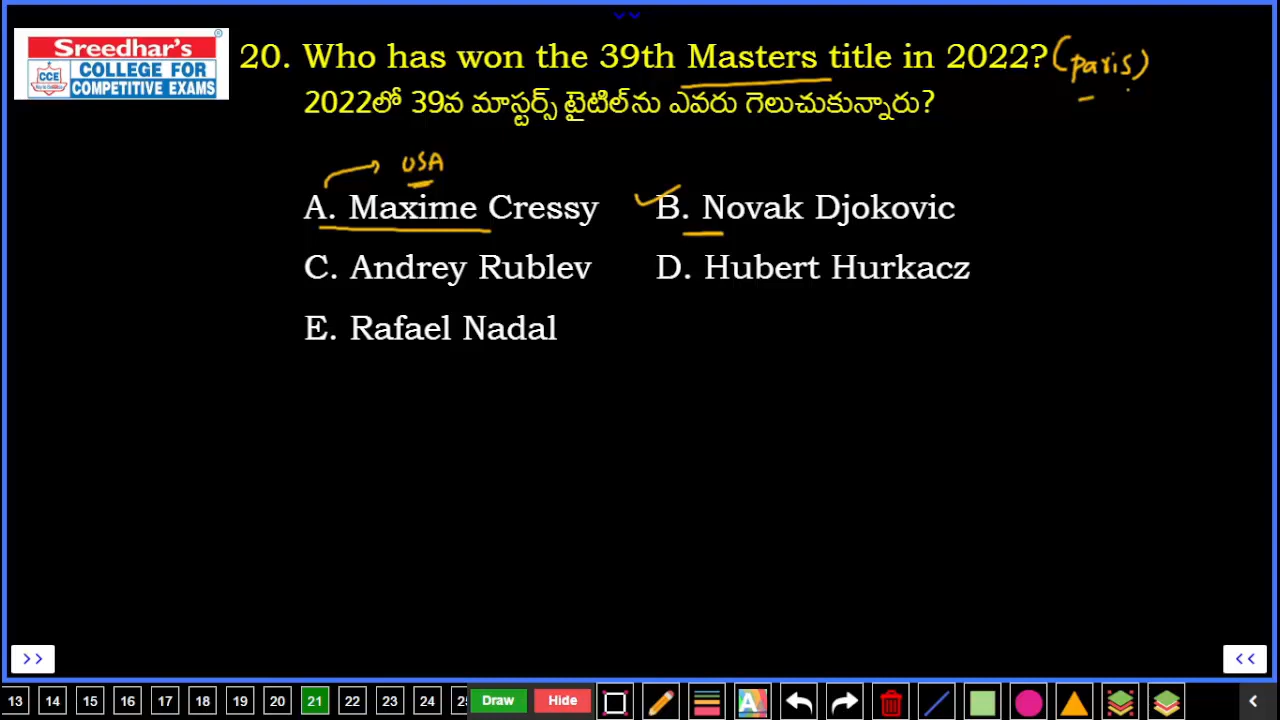 Sreedhar's
CCE
COLLEGE FOR
COMPETITIVE EXAMS
20. Who has won the 39th Masters title in 2022? (paris)
2022లో 39వ మాస్టర్స్ టైటిల్‌ను ఎవరు గెలుచుకున్నారు?
USA
A. Maxime Cressy B. Novak Djokovic
C. Andrey Rublev D. Hubert Hurkacz
E. Rafael Nadal
>> <<
13 14 15 16 17 18 19 20 21 22 23 24 Draw Hide